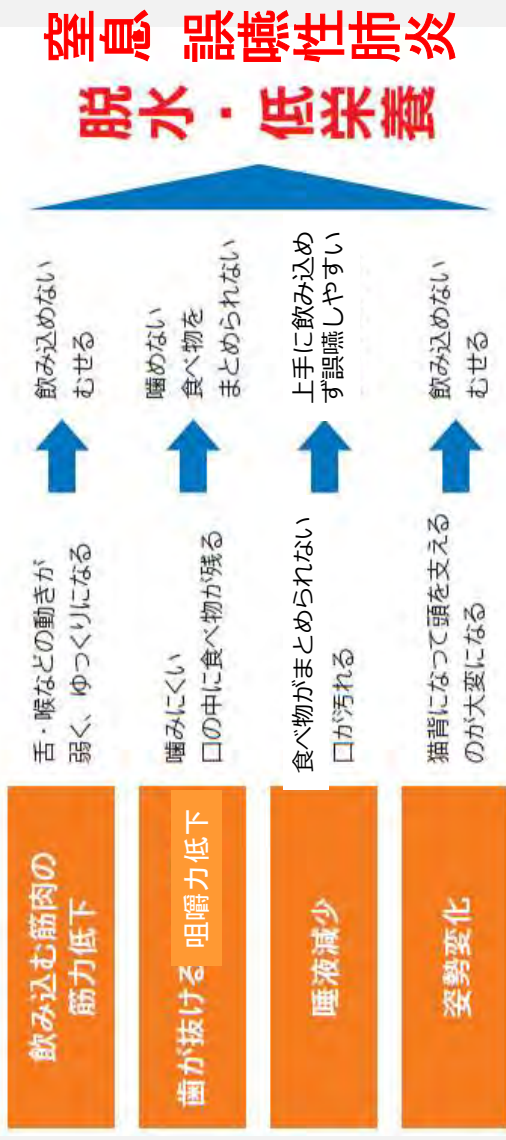 飲み込む筋肉の
筋力低下
舌・喉などの動きが
弱く、ゆっくりになる
飲み込めない
むせる
歯が抜ける 咀嚼力低下
噛みにくい
口の中に食べ物が残る
噛めない
食べ物を
まとめられない
唾液減少
食べ物がまとめられない
口が汚れる
上手に飲み込め
ず誤嚥しやすい
姿勢変化
猫背になって頭を支える
のが大変になる
飲み込めない
むせる
脱水・低栄養
窒息 誤嚥性肺炎